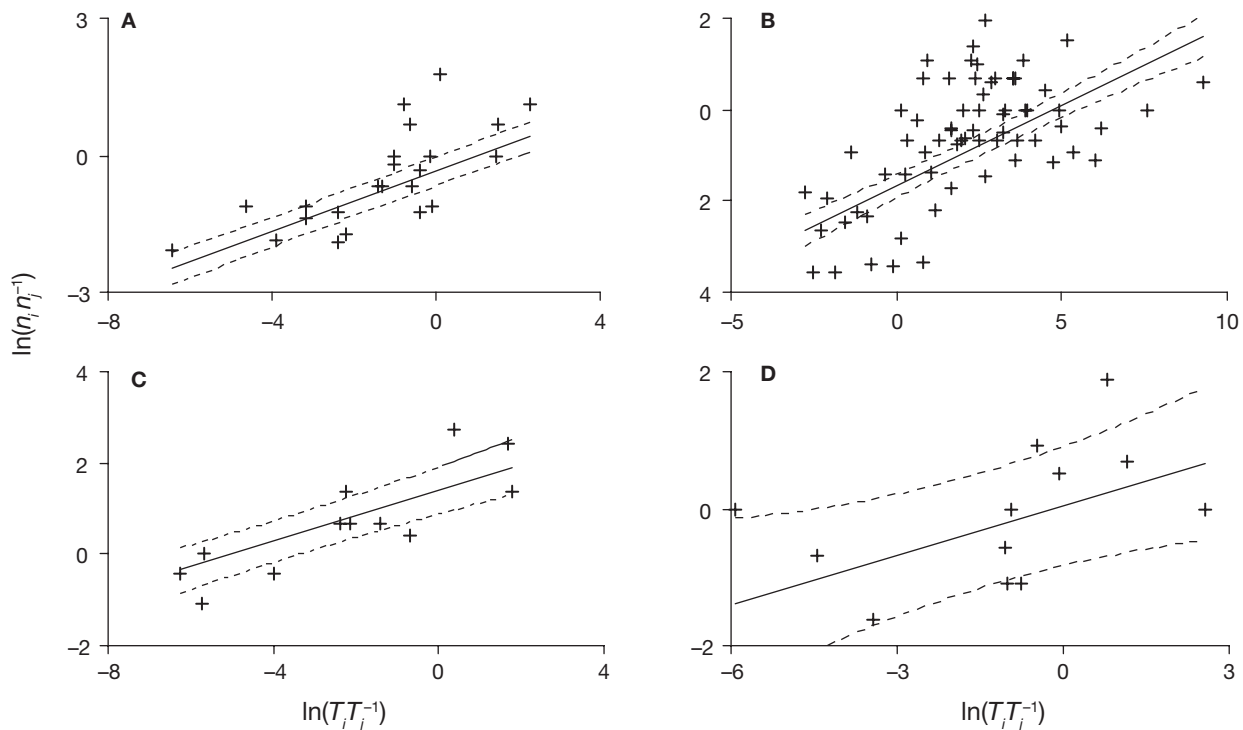 A
3
0
–3
–8 –4 0 4
B
2
0
2
4
–5 0 5 10
ln(nᵢnⱼ⁻¹)
C
4
2
0
–2
–8 –4 0 4
ln(TᵢTⱼ⁻¹)
D
2
0
–2
–6 –3 0 3
ln(TᵢTⱼ⁻¹)